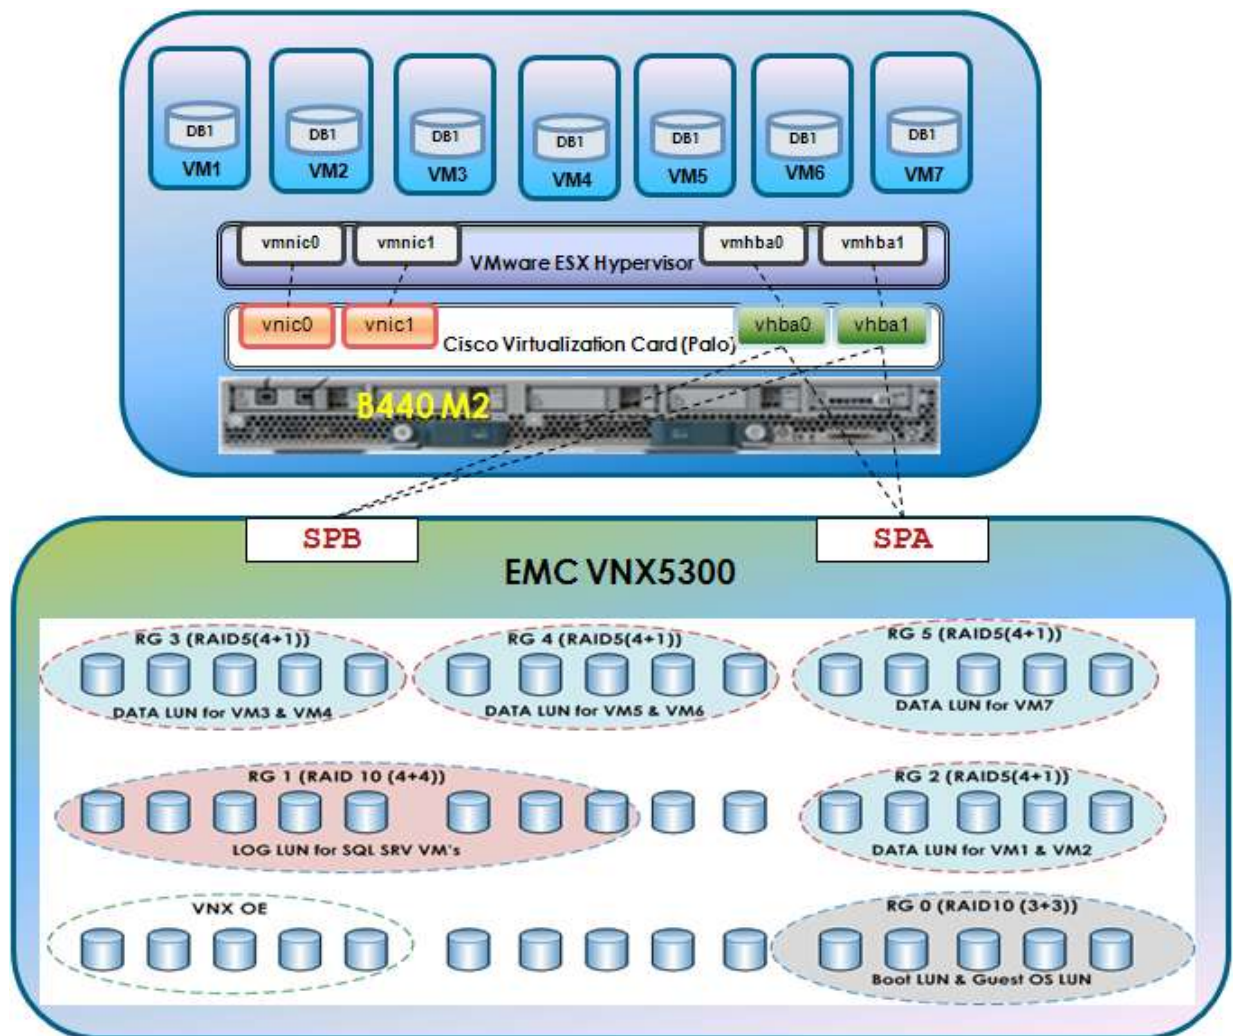 DB1 DB1 DB1 DB1 DB1 DB1 DB1
VM1 VM2 VM3 VM4 VM5 VM6 VM7
vmnic0 vmnic1 vmhba0 vmhba1
VMware ESX Hypervisor
vnic0 vnic1 vhba0 vhba1
Cisco Virtualization Card (Palo)
B440 M2
SPB SPA
EMC VNX5300
RG 3 (RAID5(4+1)) RG 4 (RAID5(4+1)) RG 5 (RAID5(4+1))
DATA LUN for VM3 & VM4 DATA LUN for VM5 & VM6 DATA LUN for VM7
RG 1 (RAID 10 (4+4)) RG 2 (RAID5(4+1))
LOG LUN for SQL SRV VM's DATA LUN for VM1 & VM2
VNX OE RG 0 (RAID10 (3+3))
Boot LUN & Guest OS LUN